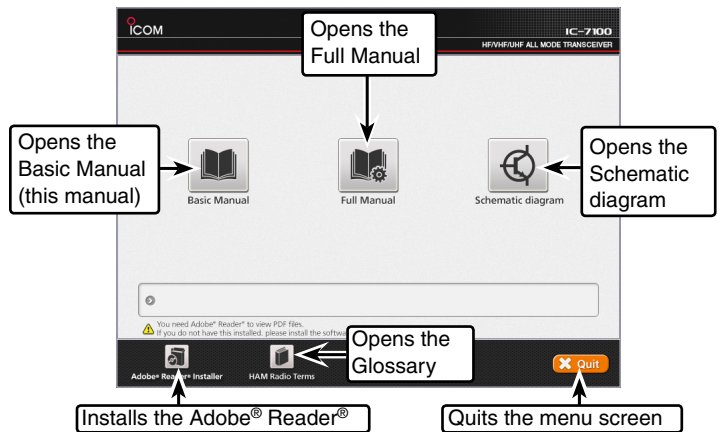 Opens the
Full Manual
ICOM
IC-7100
HF/VHF/UHF ALL MODE TRANSCEIVER
Opens the
Basic Manual
(this manual)
Opens the
Schematic
diagram
Basic Manual
Full Manual
Schematic diagram
You need Adobe® Reader® to view PDF files.
If you do not have this installed. please install the
Opens the
Glossary
Adobe® Reader® Installer
HAM Radio Terms
Quit
Installs the Adobe® Reader®
Quits the menu screen